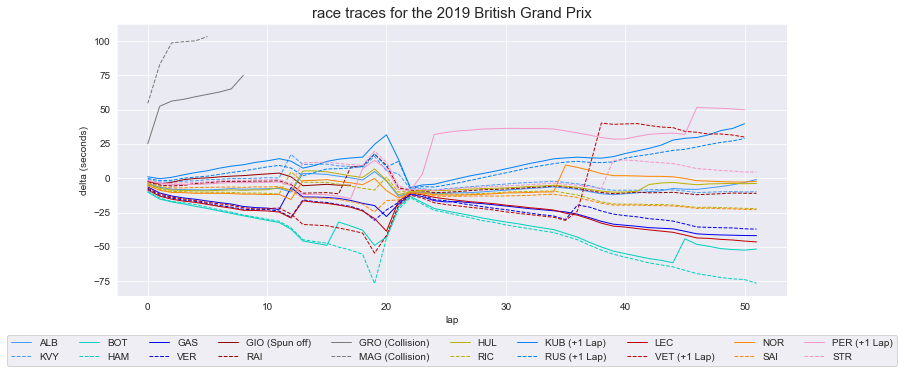 race traces for the 2019 British Grand Prix
100
75
50
25
0
−25
−50
−75
delta (seconds)
0 10 20 30 40 50
lap
ALB BOT GAS GIO (Spun off) GRO (Collision) HUL KUB (+1 Lap) LEC NOR PER (+1 Lap)
KVY HAM VER RAI MAG (Collision) RIC RUS (+1 Lap) VET (+1 Lap) SAI STR